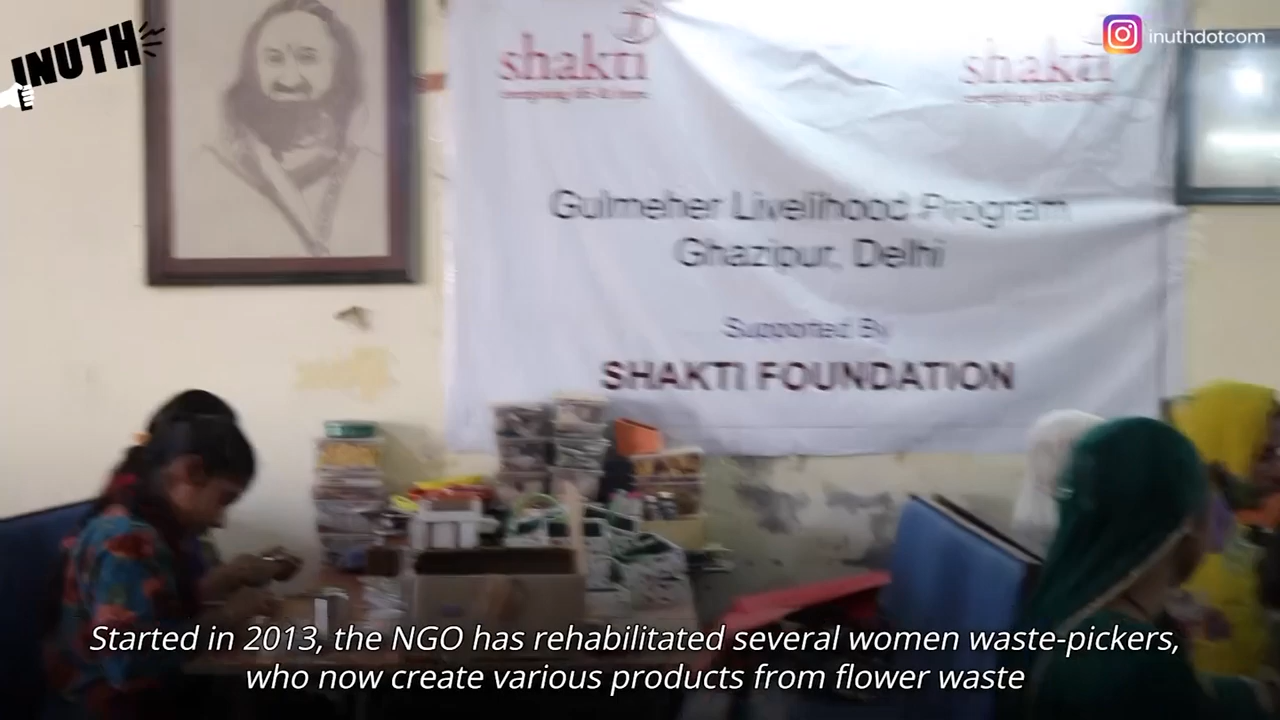 INUTH
inuthdotcom
shakti
shakti
Gulmeher Livelihood Program
Ghazipur, Delhi
Supported By
SHAKTI FOUNDATION
Started in 2013, the NGO has rehabilitated several women waste-pickers,
who now create various products from flower waste